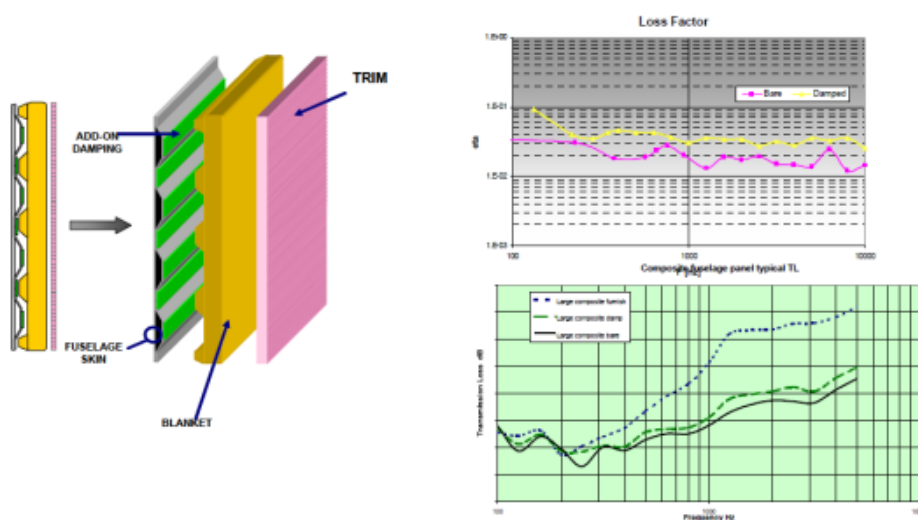 TRIM
ADD-ON
DAMPING
FUSELAGE
SKIN
BLANKET
Loss Factor
1.E+00
1.E-01
1.E-02
1.E-03
eta
Bare
Damped
100
1000
10000
Composite fuselage panel typical TL
Large composite furnish
Large composite damp
Large composite bare
Transmission Loss dB
100
1000
Frequency Hz